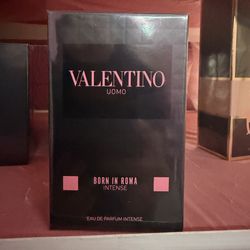 VALENTINO
UOMO
BORN IN ROMA
INTENSE
EAU DE PARFUM INTENSE